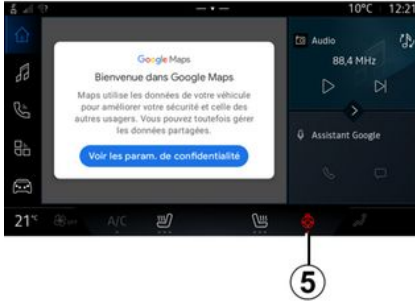 10°C 12:21
Google Maps
Bienvenue dans Google Maps
Maps utilise les données de votre véhicule
pour améliorer votre sécurité et celle des
autres usagers. Vous pouvez toutefois gérer
les données partagées.
Voir les param. de confidentialité
Audio
88,4 MHz
Assistant Google
21°C
A/C
5